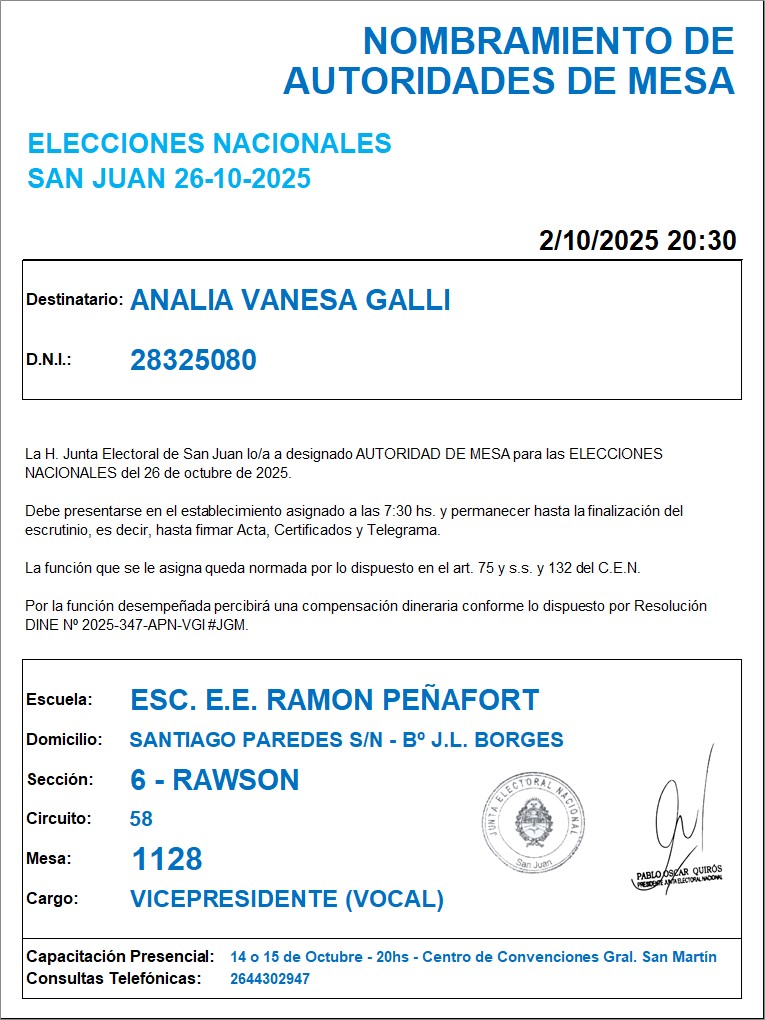 NOMBRAMIENTO DE
AUTORIDADES DE MESA
ELECCIONES NACIONALES
SAN JUAN 26-10-2025
2/10/2025 20:30
Destinatario: ANALIA VANESA GALLI
D.N.I.: 28325080
La H. Junta Electoral de San Juan lo/a a designado AUTORIDAD DE MESA para las ELECCIONES
NACIONALES del 26 de octubre de 2025.
Debe presentarse en el establecimiento asignado a las 7:30 hs. y permanecer hasta la finalización del
escrutinio, es decir, hasta firmar Acta, Certificados y Telegrama.
La función que se le asigna queda normada por lo dispuesto en el art. 75 y s.s. y 132 del C.E.N.
Por la función desempeñada percibirá una compensación dineraria conforme lo dispuesto por Resolución
DINE Nº 2025-347-APN-VGI #JGM.
Escuela: ESC. E.E. RAMON PEÑAFORT
Domicilio: SANTIAGO PAREDES S/N - Bº J.L. BORGES
Sección: 6 - RAWSON
Circuito: 58
Mesa: 1128
Cargo: VICEPRESIDENTE (VOCAL)
JUNTA ELECTORAL NACIONAL
San Juan
PABLO OSCAR QUIRÓS
PRESIDENTE JUNTA ELECTORAL NACIONAL
Capacitación Presencial: 14 o 15 de Octubre - 20hs - Centro de Convenciones Gral. San Martín
Consultas Telefónicas: 2644302947